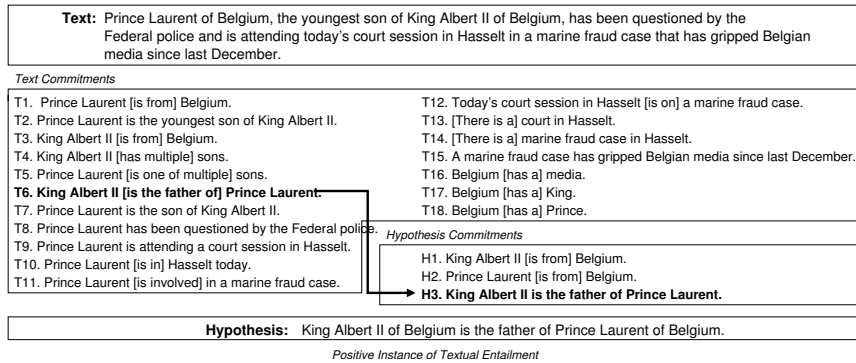 Text: Prince Laurent of Belgium, the youngest son of King Albert II of Belgium, has been questioned by the
Federal police and is attending today's court session in Hasselt in a marine fraud case that has gripped Belgian
media since last December.
Text Commitments
T1. Prince Laurent [is from] Belgium.
T2. Prince Laurent is the youngest son of King Albert II.
T3. King Albert II [is from] Belgium.
T4. King Albert II [has multiple] sons.
T5. Prince Laurent [is one of multiple] sons.
T6. King Albert II [is the father of] Prince Laurent.
T7. Prince Laurent is the son of King Albert II.
T8. Prince Laurent has been questioned by the Federal police.
T9. Prince Laurent is attending a court session in Hasselt.
T10. Prince Laurent [is in] Hasselt today.
T11. Prince Laurent [is involved] in a marine fraud case.
T12. Today's court session in Hasselt [is on] a marine fraud case.
T13. [There is a] court in Hasselt.
T14. [There is a] marine fraud case in Hasselt.
T15. A marine fraud case has gripped Belgian media since last December.
T16. Belgium [has a] media.
T17. Belgium [has a] King.
T18. Belgium [has a] Prince.
Hypothesis Commitments
H1. King Albert II [is from] Belgium.
H2. Prince Laurent [is from] Belgium.
H3. King Albert II is the father of Prince Laurent.
Hypothesis: King Albert II of Belgium is the father of Prince Laurent of Belgium.
Positive Instance of Textual Entailment